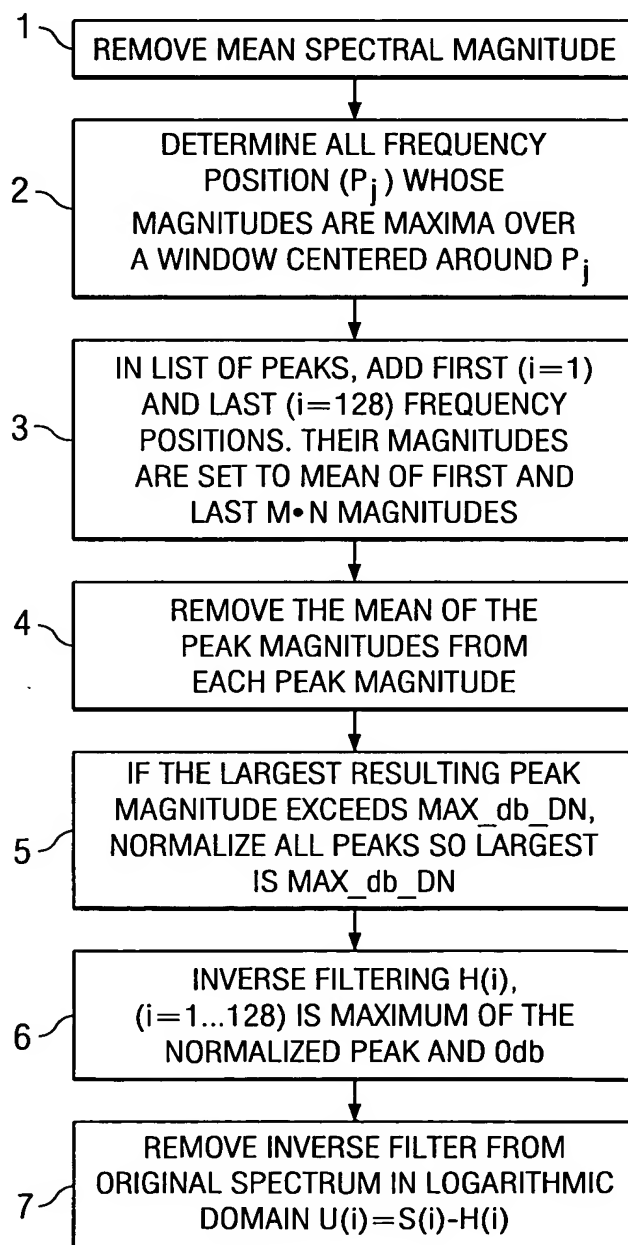 1
REMOVE MEAN SPECTRAL MAGNITUDE
2
DETERMINE ALL FREQUENCY
POSITION (Pj) WHOSE
MAGNITUDES ARE MAXIMA OVER
A WINDOW CENTERED AROUND Pj
3
IN LIST OF PEAKS, ADD FIRST (i=1)
AND LAST (i=128) FREQUENCY
POSITIONS. THEIR MAGNITUDES
ARE SET TO MEAN OF FIRST AND
LAST M•N MAGNITUDES
4
REMOVE THE MEAN OF THE
PEAK MAGNITUDES FROM
EACH PEAK MAGNITUDE
5
IF THE LARGEST RESULTING PEAK
MAGNITUDE EXCEEDS MAX_db_DN,
NORMALIZE ALL PEAKS SO LARGEST
IS MAX_db_DN
6
INVERSE FILTERING H(i),
(i=1...128) IS MAXIMUM OF THE
NORMALIZED PEAK AND 0db
7
REMOVE INVERSE FILTER FROM
ORIGINAL SPECTRUM IN LOGARITHMIC
DOMAIN U(i)=S(i)-H(i)